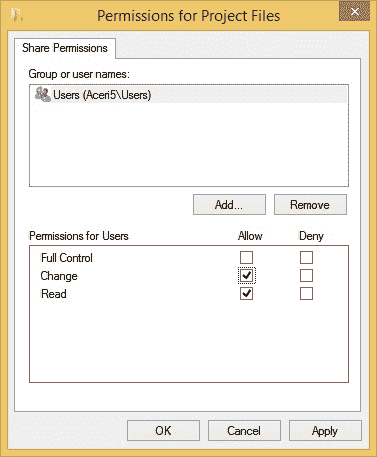 Permissions for Project Files
Share Permissions
Group or user names:
Users (Aceri5\Users)
Add... Remove
Permissions for Users Allow Deny
Full Control
Change
Read
OK Cancel Apply